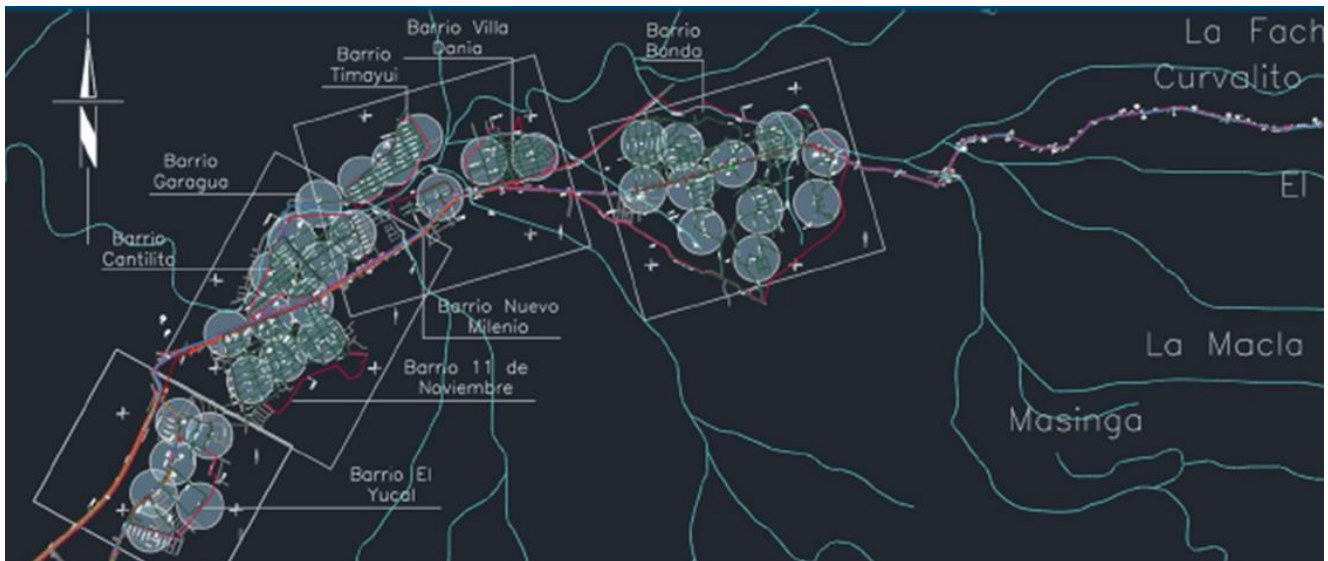 Barrio Villa
Dania
Barrio
Timayui
Barrio
Bonda
La Fach
Curvalito
Barrio
Garagua
El
Barrio
Cantilito
Barrio Nuevo
Milenio
La Macla
Barrio 11 de
Noviembre
Masinga
Barrio El
Yucal